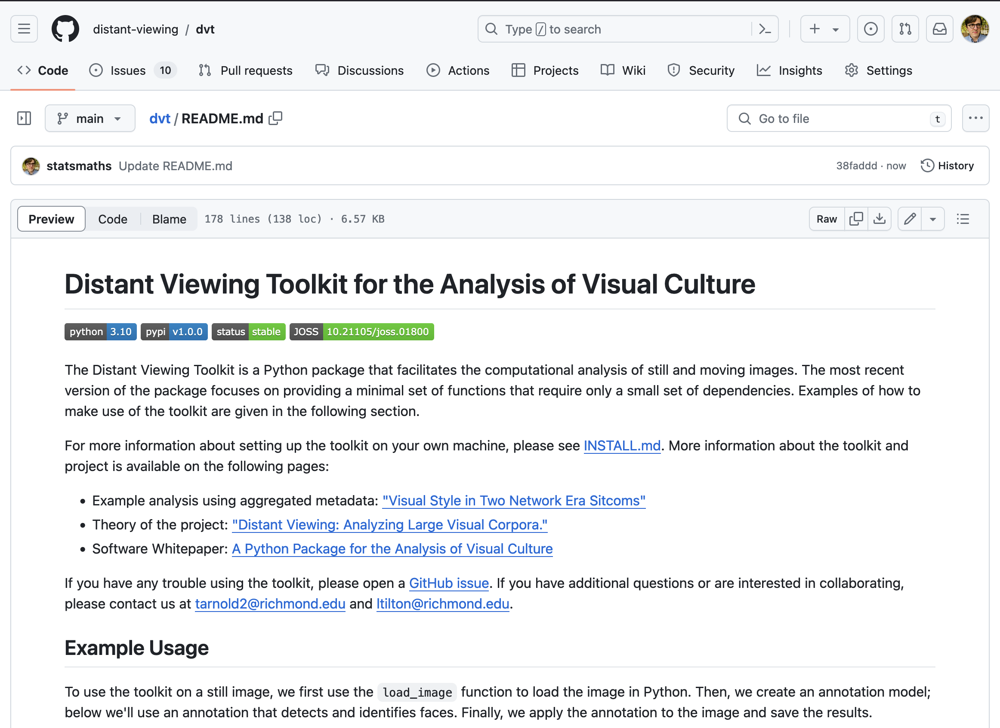 distant-viewing / dvt
Type / to search
Code
Issues 10
Pull requests
Discussions
Actions
Projects
Wiki
Security
Insights
Settings
main
dvt / README.md
Go to file t
statsmaths Update README.md
38faddd · now
History
Preview
Code
Blame
178 lines (138 loc) · 6.57 KB
Raw
Distant Viewing Toolkit for the Analysis of Visual Culture
python 3.10 pypi v1.0.0 status stable JOSS 10.21105/joss.01800
The Distant Viewing Toolkit is a Python package that facilitates the computational analysis of still and moving images. The most recent
version of the package focuses on providing a minimal set of functions that require only a small set of dependencies. Examples of how to
make use of the toolkit are given in the following section.
For more information about setting up the toolkit on your own machine, please see INSTALL.md. More information about the toolkit and
project is available on the following pages:
• Example analysis using aggregated metadata: "Visual Style in Two Network Era Sitcoms"
• Theory of the project: "Distant Viewing: Analyzing Large Visual Corpora."
• Software Whitepaper: A Python Package for the Analysis of Visual Culture
If you have any trouble using the toolkit, please open a GitHub issue. If you have additional questions or are interested in collaborating,
please contact us at tarnold2@richmond.edu and ltilton@richmond.edu.
Example Usage
To use the toolkit on a still image, we first use the load_image function to load the image in Python. Then, we create an annotation model;
below we'll use an annotation that detects and identifies faces. Finally, we apply the annotation to the image and save the results.